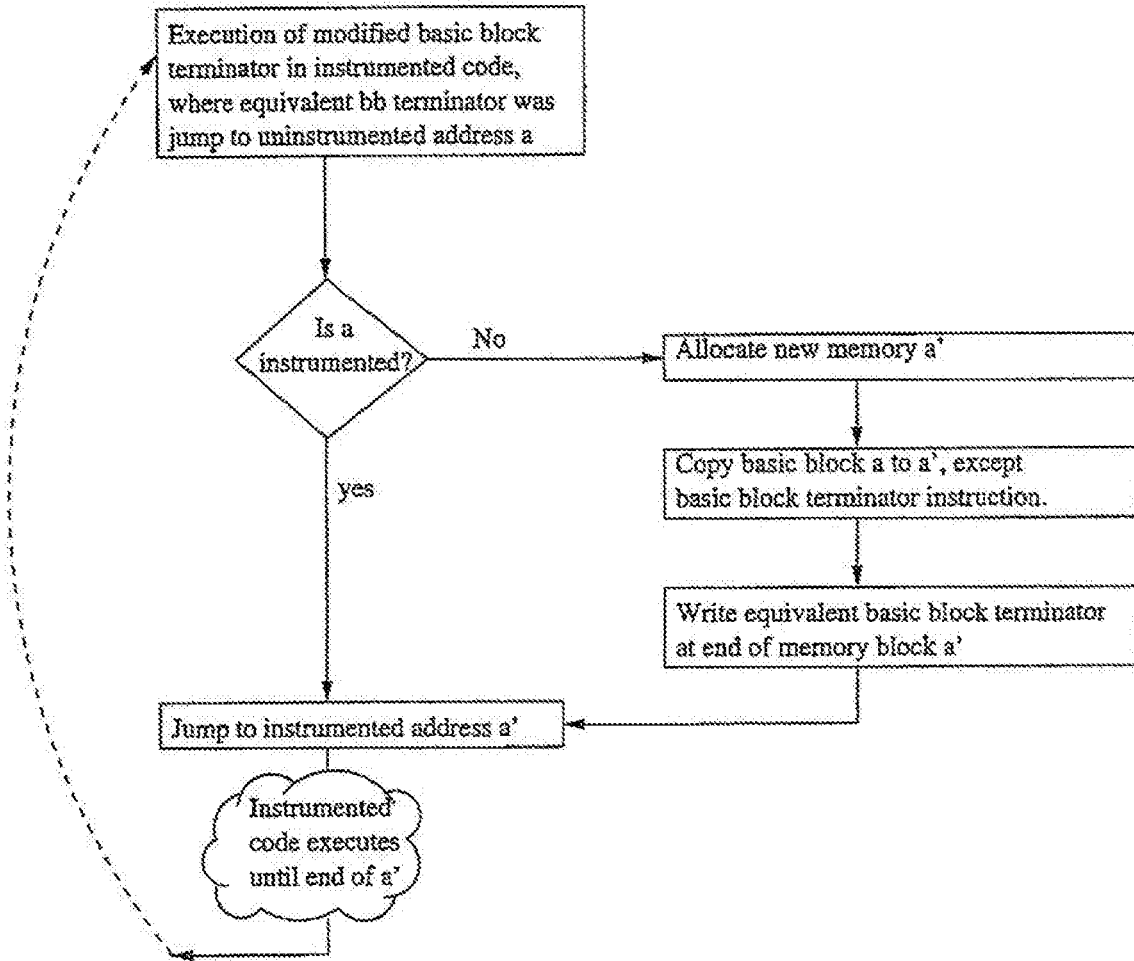 Execution of modified basic block
terminator in instrumented code,
where equivalent bb terminator was
jump to uninstrumented address a
Is a
instrumented?
No
yes
Allocate new memory a'
Copy basic block a to a', except
basic block terminator instruction.
Write equivalent basic block terminator
at end of memory block a'
Jump to instrumented address a'
Instrumented
code executes
until end of a'